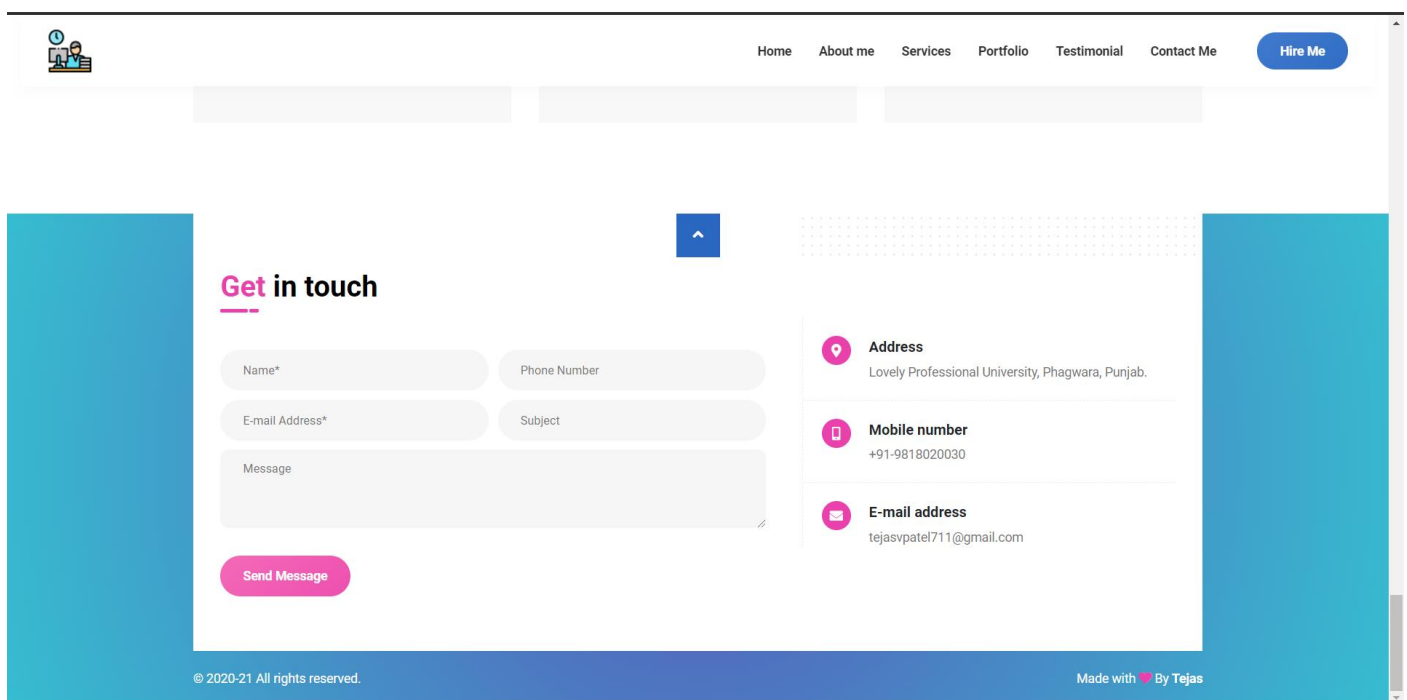 Home About me Services Portfolio Testimonial Contact Me Hire Me
Get in touch
Name* Phone Number
E-mail Address* Subject
Message
Send Message
Address
Lovely Professional University, Phagwara, Punjab.
Mobile number
+91-9818020030
E-mail address
tejasvpatel711@gmail.com
© 2020-21 All rights reserved. Made with By Tejas